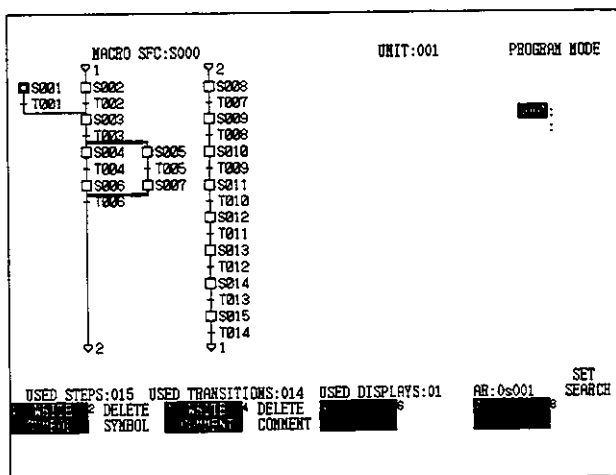 MACRO SFC:S000 UNIT:001 PROGRAM MODE
1 2
S001 S002 S008
T001 T002 T007
S003 S009
T003 T008
S004 S005 S010
T004 T005 T009
S006 S007 S011
T006 T010
S012
T011
S013
T012
S014
T013
S015
T014
2 1
SET
USED STEPS:015 USED TRANSITIONS:014 USED DISPLAYS:01 AR:0s001 SEARCH
WRITE 2 DELETE WRITE 4 DELETE 6 8
SYMBOL SYMBOL COMMENT COMMENT